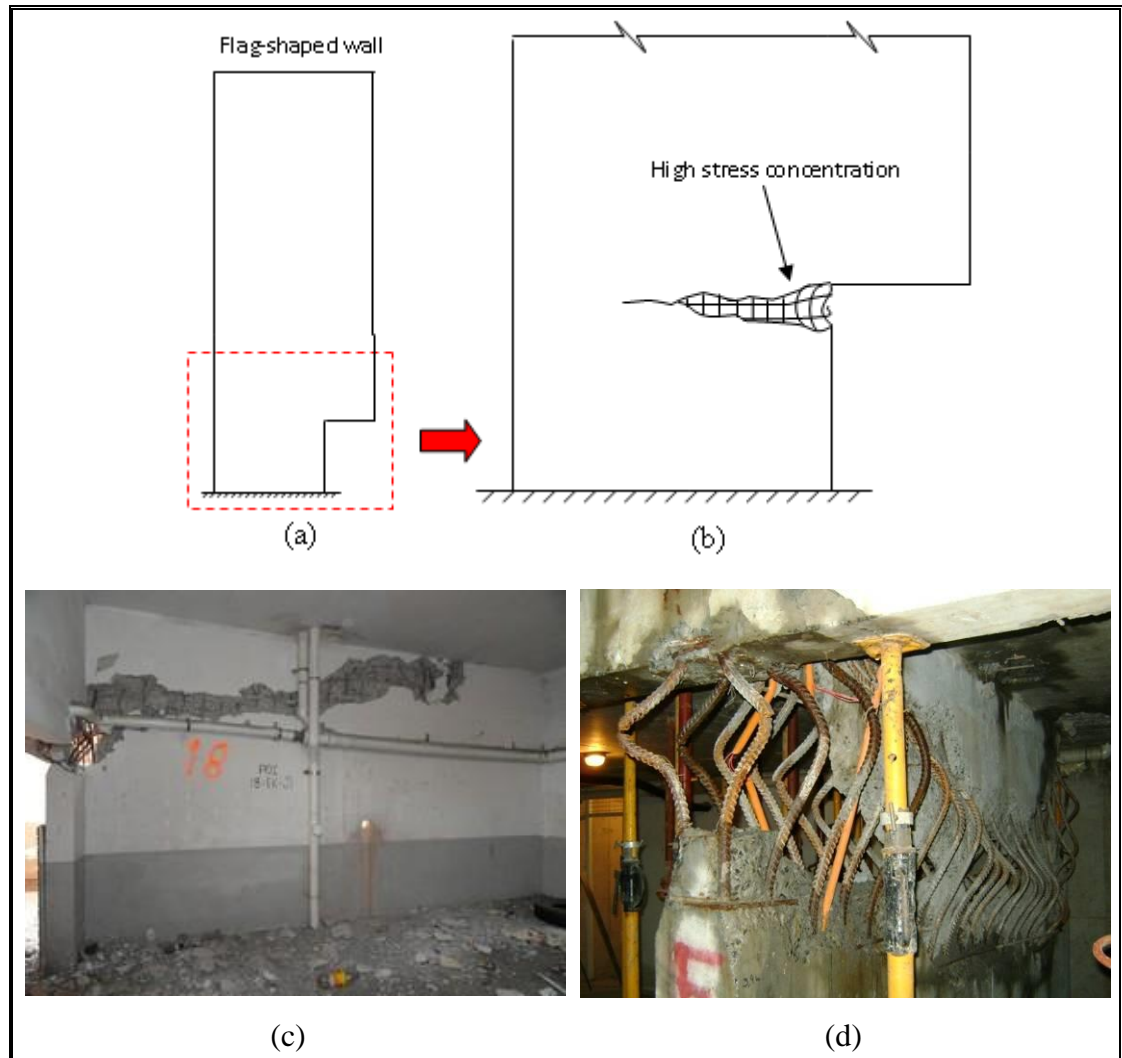 Flag-shaped wall
High stress concentration
(a)
(b)
18
E
(c)
(d)